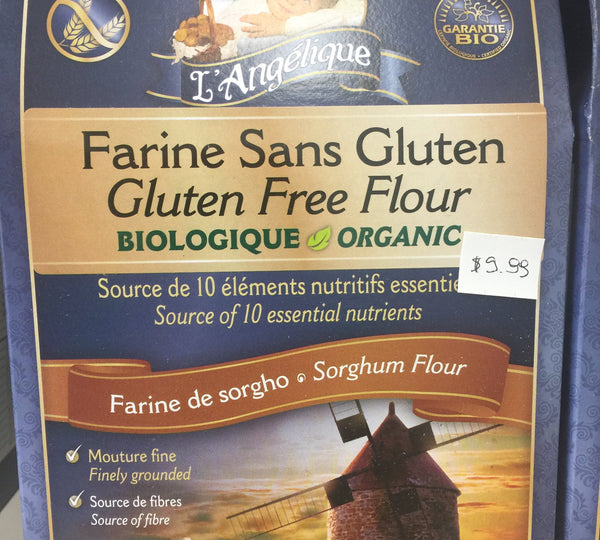 GARANTIE
BIO
L'Angélique
Farine Sans Gluten
Gluten Free Flour
BIOLOGIQUE ORGANIC
$9.99
Source de 10 éléments nutritifs
Source of 10 essential nutrients
Farine de sorgho • Sorghum Flour
Mouture fine
Finely grounded
Source de fibres
Source of fibre